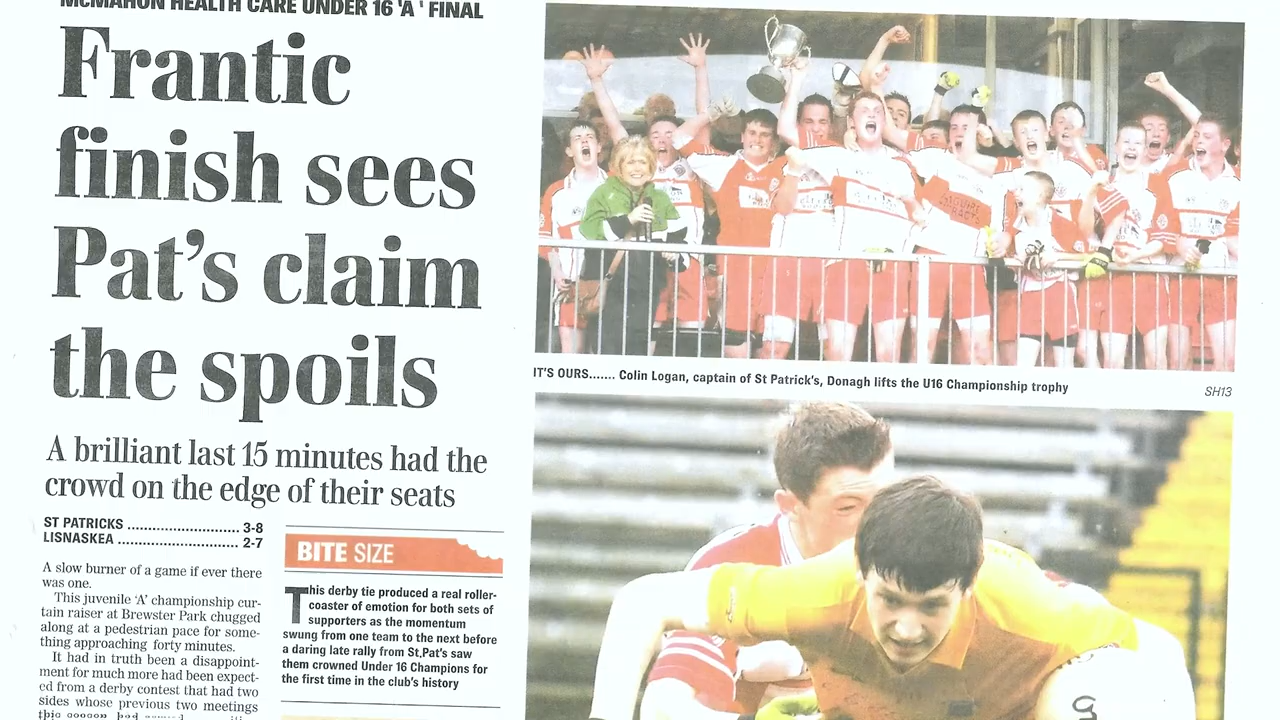 McMAHON HEALTH CARE UNDER 16 'A' FINAL
Frantic
finish sees
Pat's claim
the spoils
A brilliant last 15 minutes had the
crowd on the edge of their seats
ST PATRICKS ............................ 3-8
LISNASKEA .............................. 2-7
A slow burner of a game if ever there
was one.
This juvenile 'A' championship cur-
tain raiser at Brewster Park chugged
along at a pedestrian pace for some-
thing approaching forty minutes.
It had in truth been a disappoint-
ment for much more had been expect-
ed from a derby contest that had two
sides whose previous two meetings
this season had
BITE SIZE
This derby tie produced a real roller-
coaster of emotion for both sets of
supporters as the momentum
swung from one team to the next before
a daring late rally from St,Pat's saw
them crowned Under 16 Champions for
the first time in the club's history
IT'S OURS....... Colin Logan, captain of St Patrick's, Donagh lifts the U16 Championship trophy
SH13